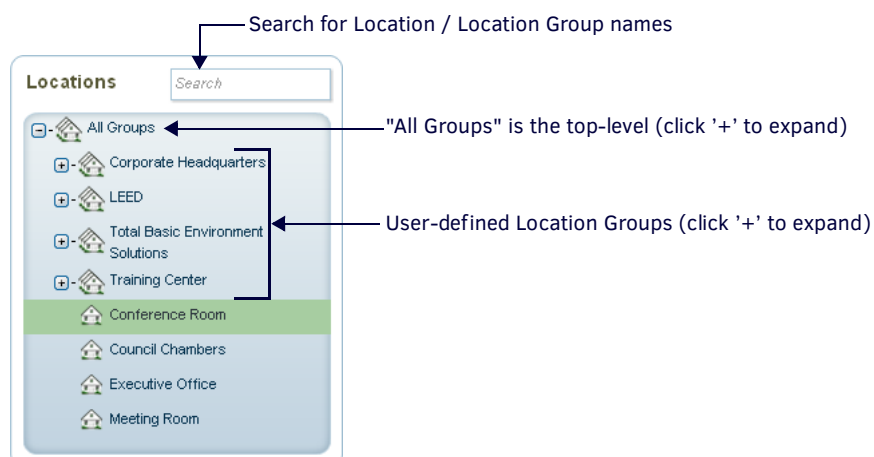 Search for Location / Location Group names
Locations
Search
All Groups
"All Groups" is the top-level (click ’+’ to expand)
Corporate Headquarters
LEED
User-defined Location Groups (click ’+’ to expand)
Total Basic Environment
Solutions
Training Center
Conference Room
Council Chambers
Executive Office
Meeting Room